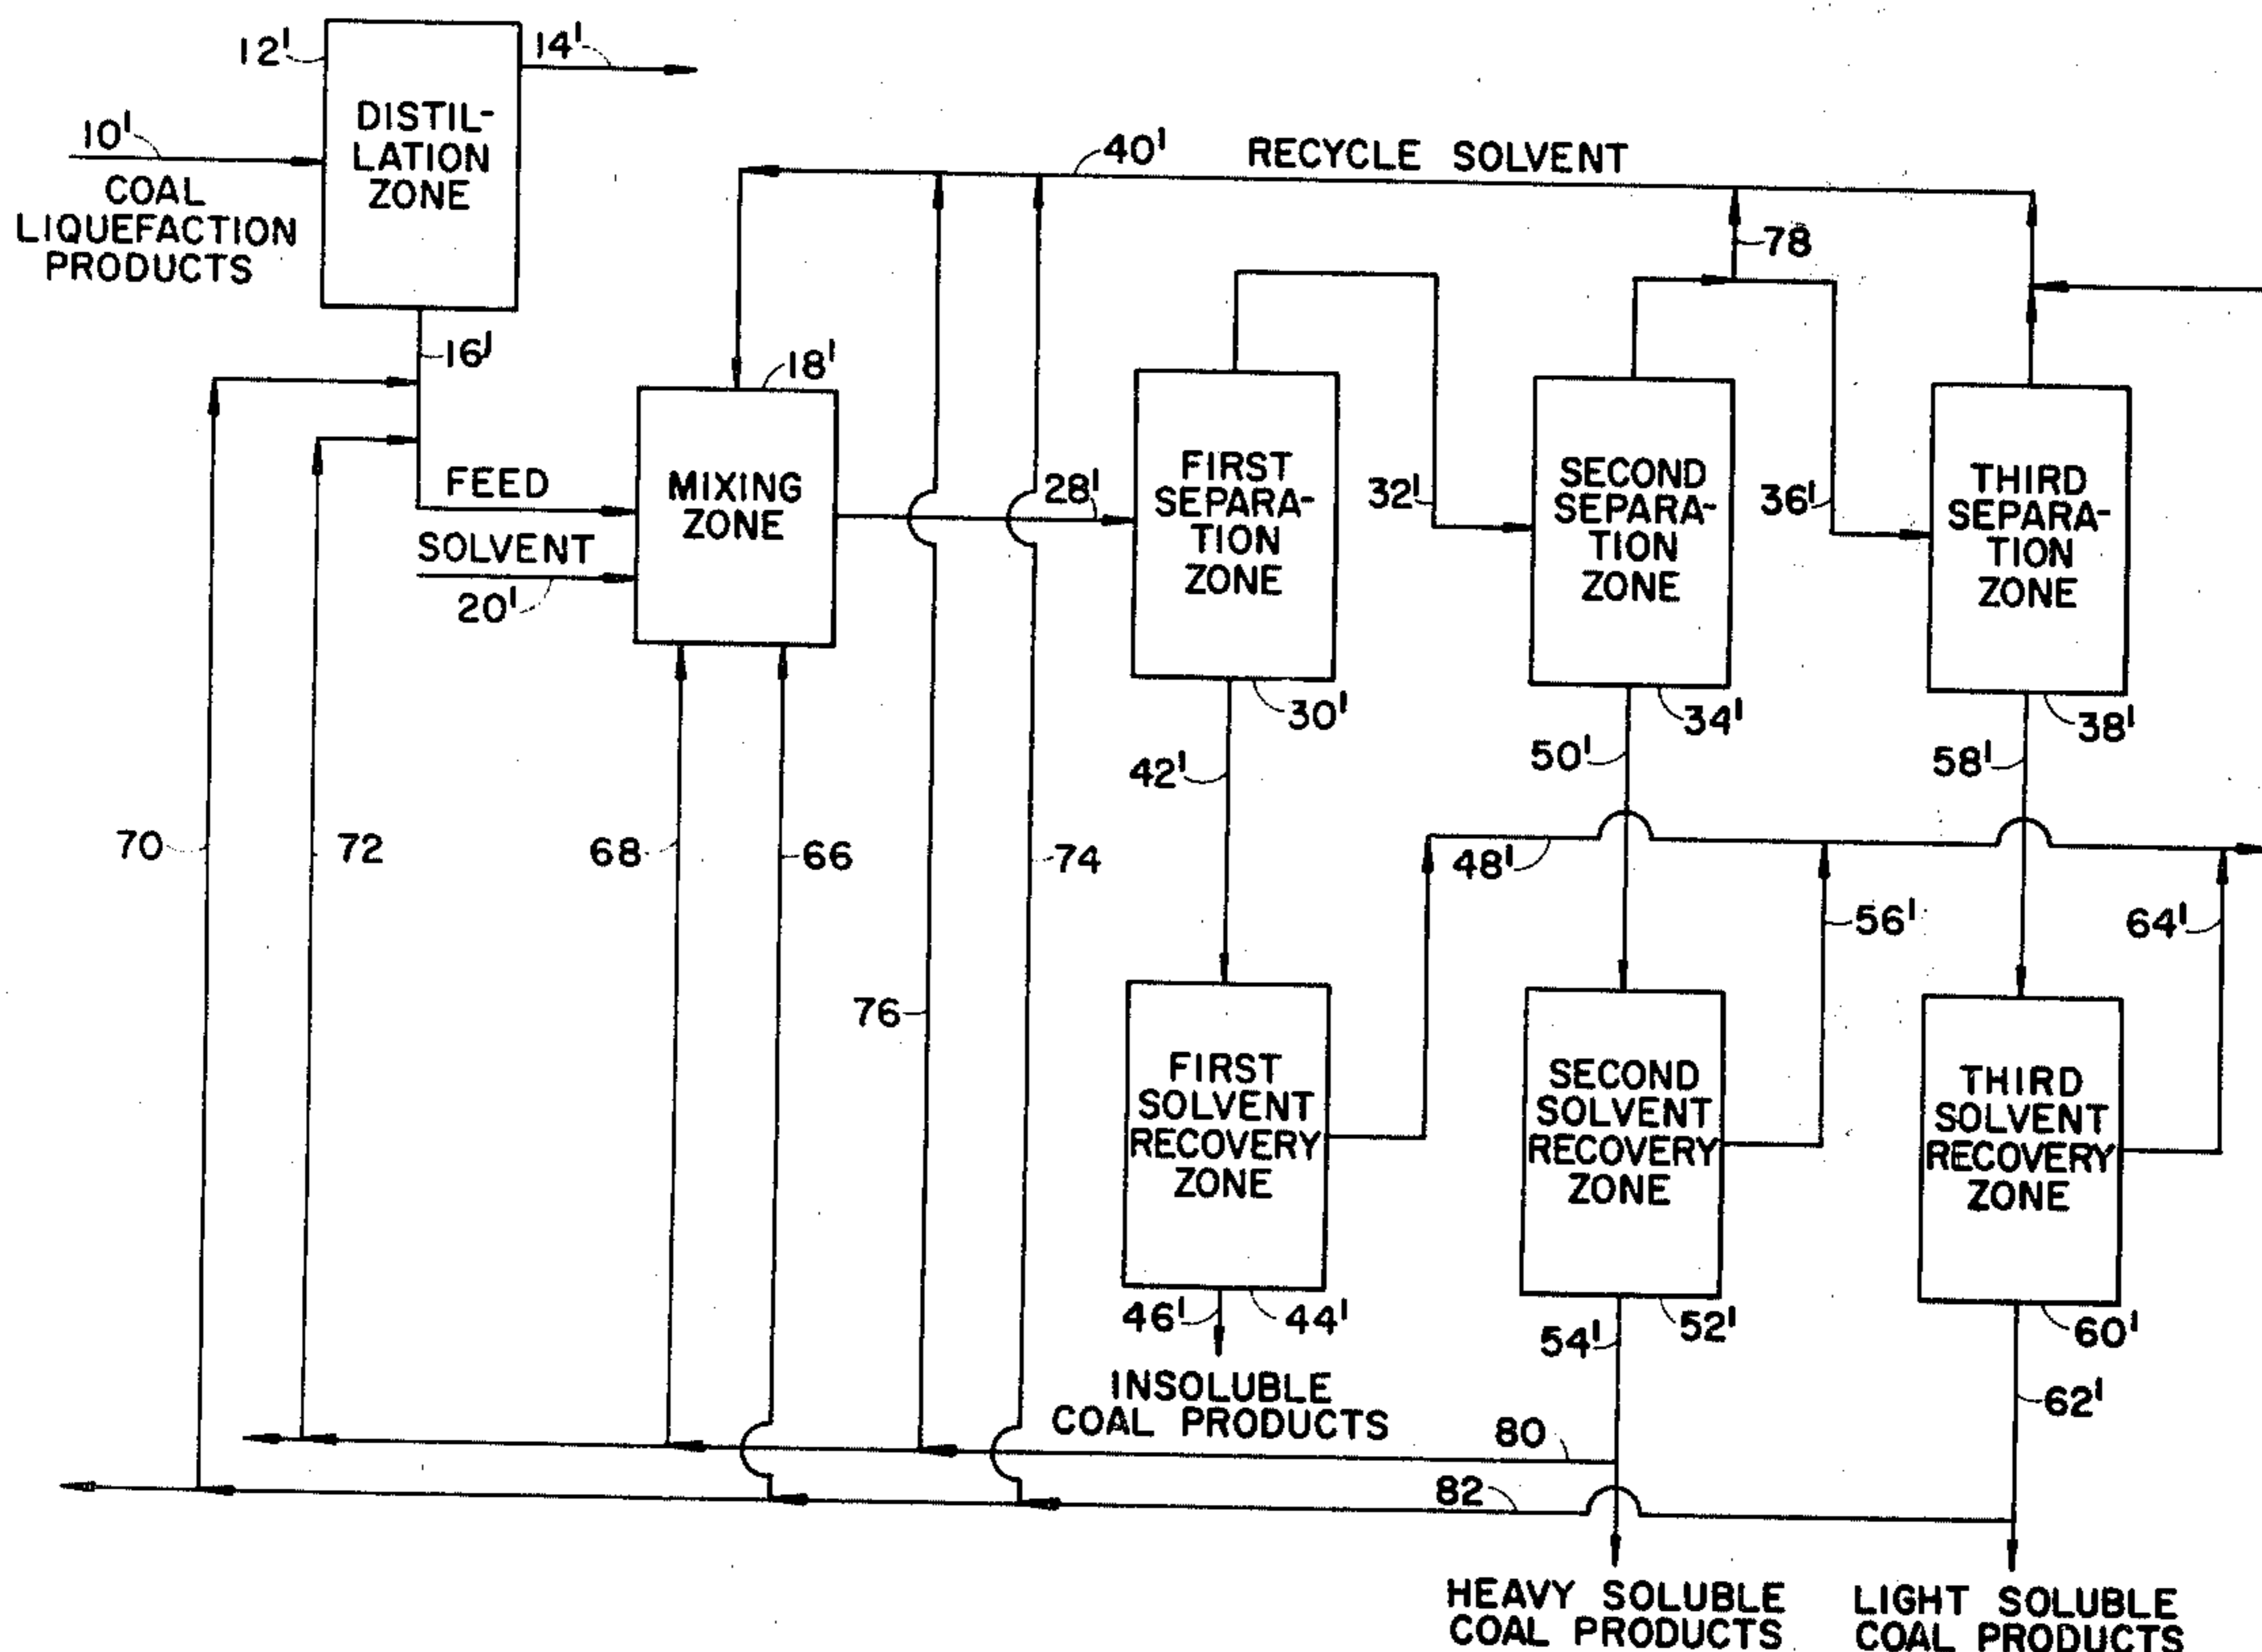 12'
14'
DISTIL-
LATION
ZONE
10'
COAL
LIQUEFACTION
PRODUCTS
40'
RECYCLE SOLVENT
78
16'
18'
FEED
SOLVENT
20'
MIXING
ZONE
28'
FIRST
SEPARA-
TION
ZONE
32'
SECOND
SEPARA-
TION
ZONE
36'
THIRD
SEPARA-
TION
ZONE
30'
34'
38'
42'
50'
58'
70
72
68
66
74
48'
56'
64'
76
FIRST
SOLVENT
RECOVERY
ZONE
SECOND
SOLVENT
RECOVERY
ZONE
THIRD
SOLVENT
RECOVERY
ZONE
46'
44'
54'
52'
60'
62'
INSOLUBLE
COAL PRODUCTS
80
82
HEAVY SOLUBLE
COAL PRODUCTS
LIGHT SOLUBLE
COAL PRODUCTS